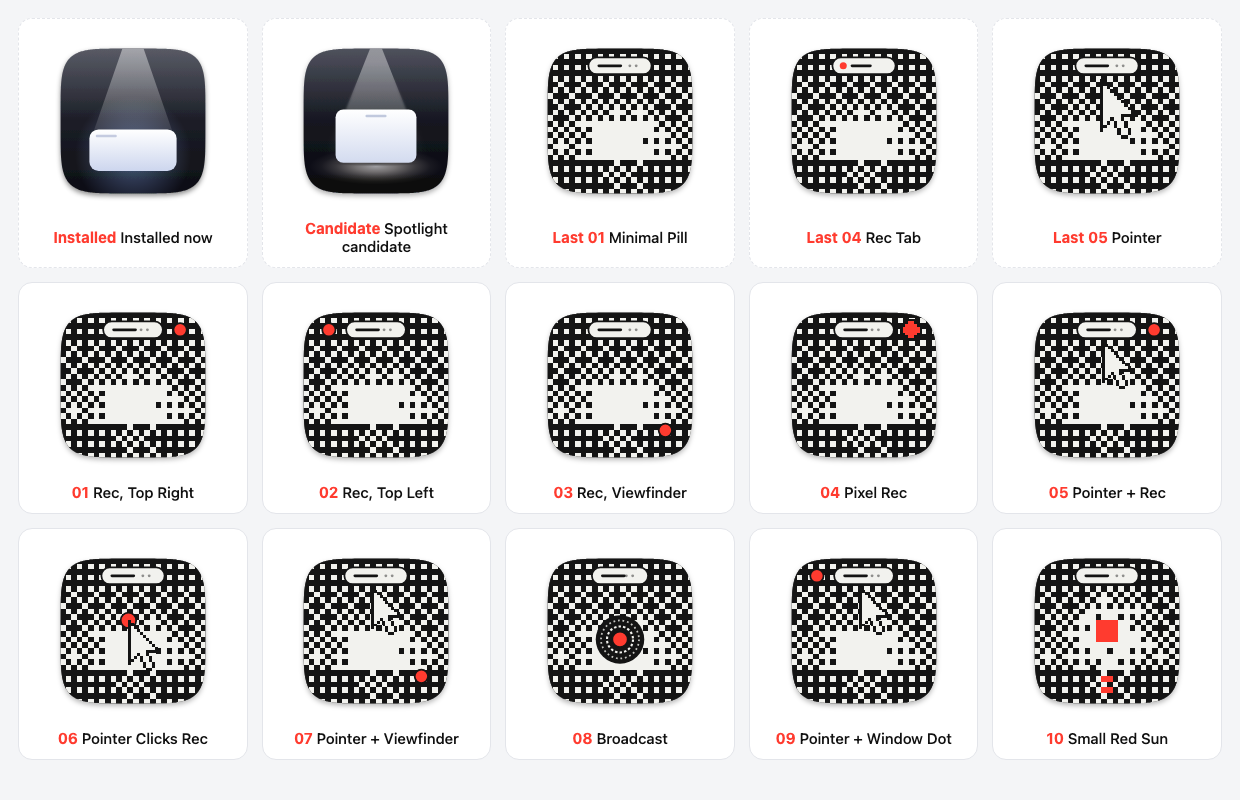 Installed Installed now
Candidate Spotlight
candidate
Last 01 Minimal Pill
Last 04 Rec Tab
Last 05 Pointer
01 Rec, Top Right
02 Rec, Top Left
03 Rec, Viewfinder
04 Pixel Rec
05 Pointer + Rec
06 Pointer Clicks Rec
07 Pointer + Viewfinder
08 Broadcast
09 Pointer + Window Dot
10 Small Red Sun